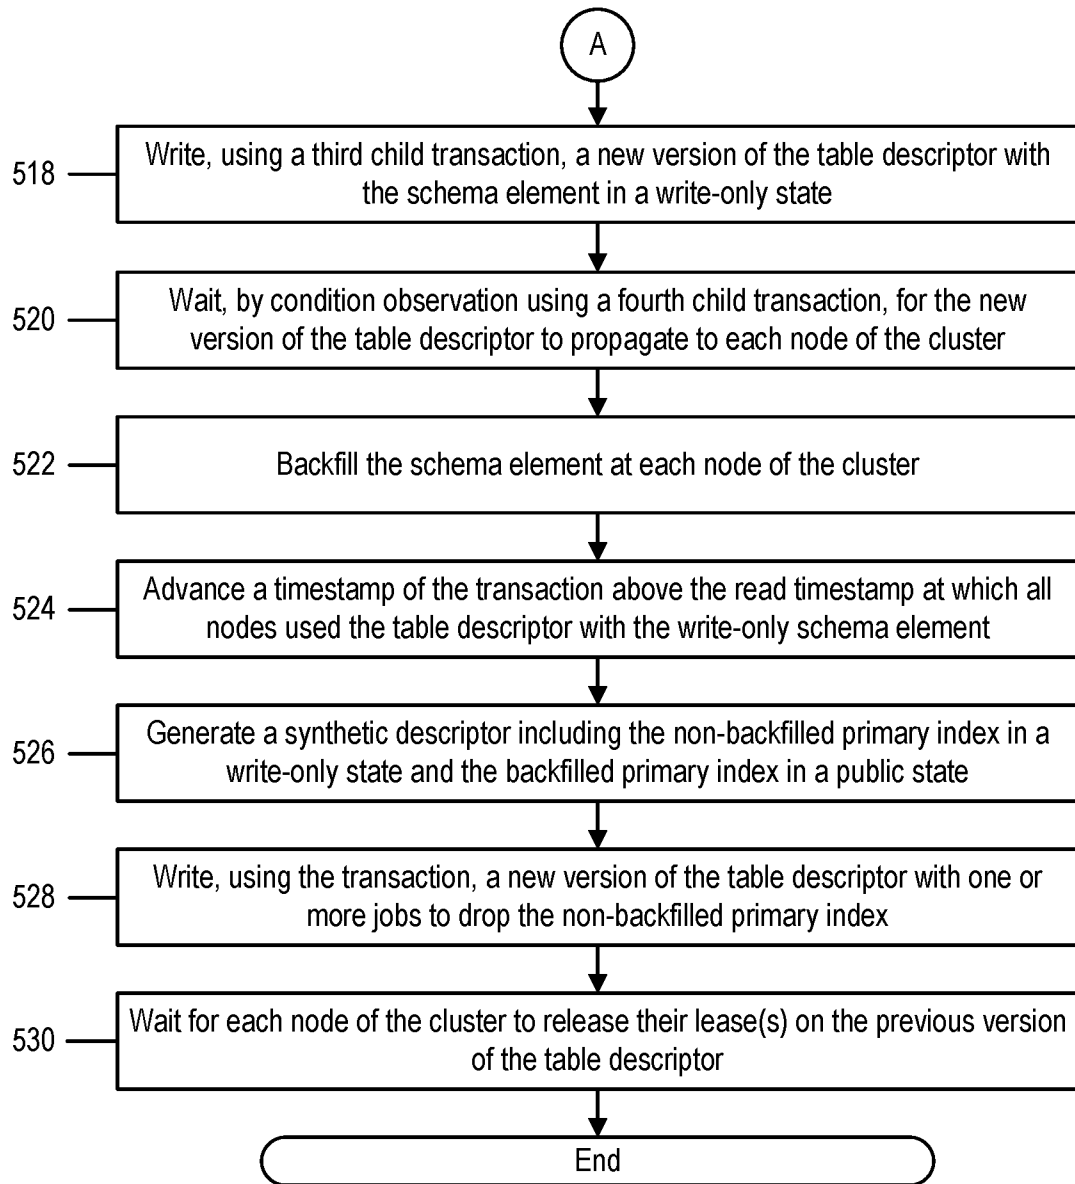 A
518
Write, using a third child transaction, a new version of the table descriptor with
the schema element in a write-only state
520
Wait, by condition observation using a fourth child transaction, for the new
version of the table descriptor to propagate to each node of the cluster
522
Backfill the schema element at each node of the cluster
524
Advance a timestamp of the transaction above the read timestamp at which all
nodes used the table descriptor with the write-only schema element
526
Generate a synthetic descriptor including the non-backfilled primary index in a
write-only state and the backfilled primary index in a public state
528
Write, using the transaction, a new version of the table descriptor with one or
more jobs to drop the non-backfilled primary index
530
Wait for each node of the cluster to release their lease(s) on the previous version
of the table descriptor
End